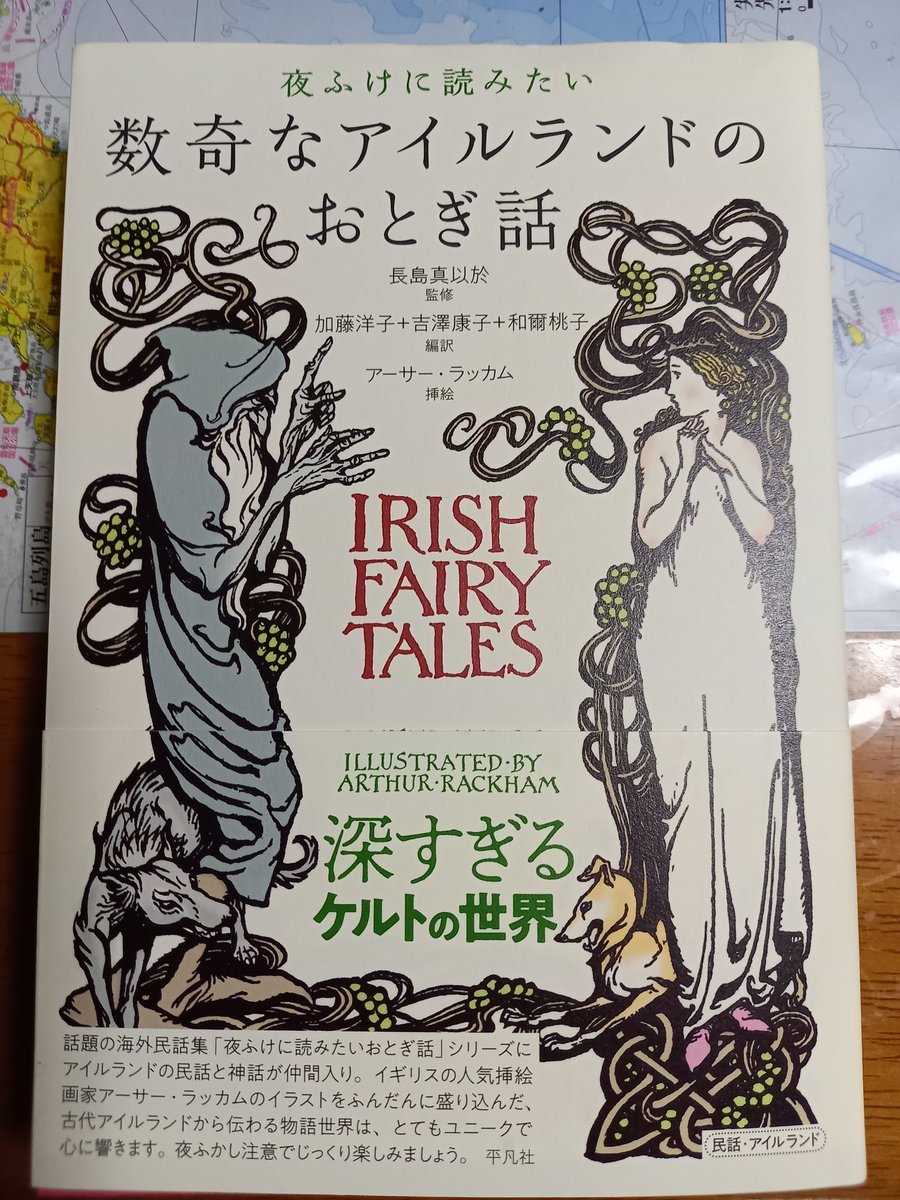 夜ふけに読みたい
数奇なアイルランドの
おとぎ話
長島真以於
監修
加藤洋子+吉澤康子+和爾桃子
編訳
アーサー・ラッカム
挿絵
IRISH
FAIRY
TALES
ILLUSTRATED·BY
ARTHUR·RACKHAM
深すぎる
ケルトの世界
話題の海外民話集「夜ふけに読みたいおとぎ話」シリーズに
アイルランドの民話と神話が仲間入り。イギリスの人気挿絵
画家アーサー・ラッカムのイラストをふんだんに盛り込んだ、
古代アイルランドから伝わる物語世界は、とてもユニークで
心に響きます。夜ふかし注意でじっくり楽しみましょう。 平凡社
民話・アイルランド
五島列島